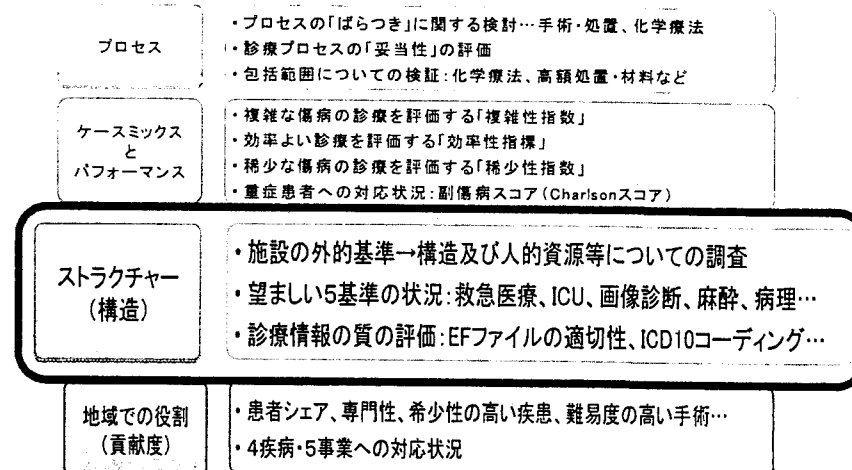 プロセス
・プロセスの「ばらつき」に関する検討…手術・処置、化学療法
・診療プロセスの「妥当性」の評価
・包括範囲についての検証:化学療法、高額処置・材料など
ケースミックス
と
パフォーマンス
・複雑な傷病の診療を評価する「複雑性指数」
・効率よい診療を評価する「効率性指標」
・稀少な傷病の診療を評価する「稀少性指数」
・重症患者への対応状況:副傷病スコア(Charlsonスコア)
ストラクチャー
(構造)
・施設の外的基準→構造及び人的資源等についての調査
・望ましい5基準の状況:救急医療、ICU、画像診断、麻酔、病理…
・診療情報の質の評価:EFファイルの適切性、ICD10コーディング…
地域での役割
(貢献度)
・患者シェア、専門性、希少性の高い疾患、難易度の高い手術…
・4疾病・5事業への対応状況